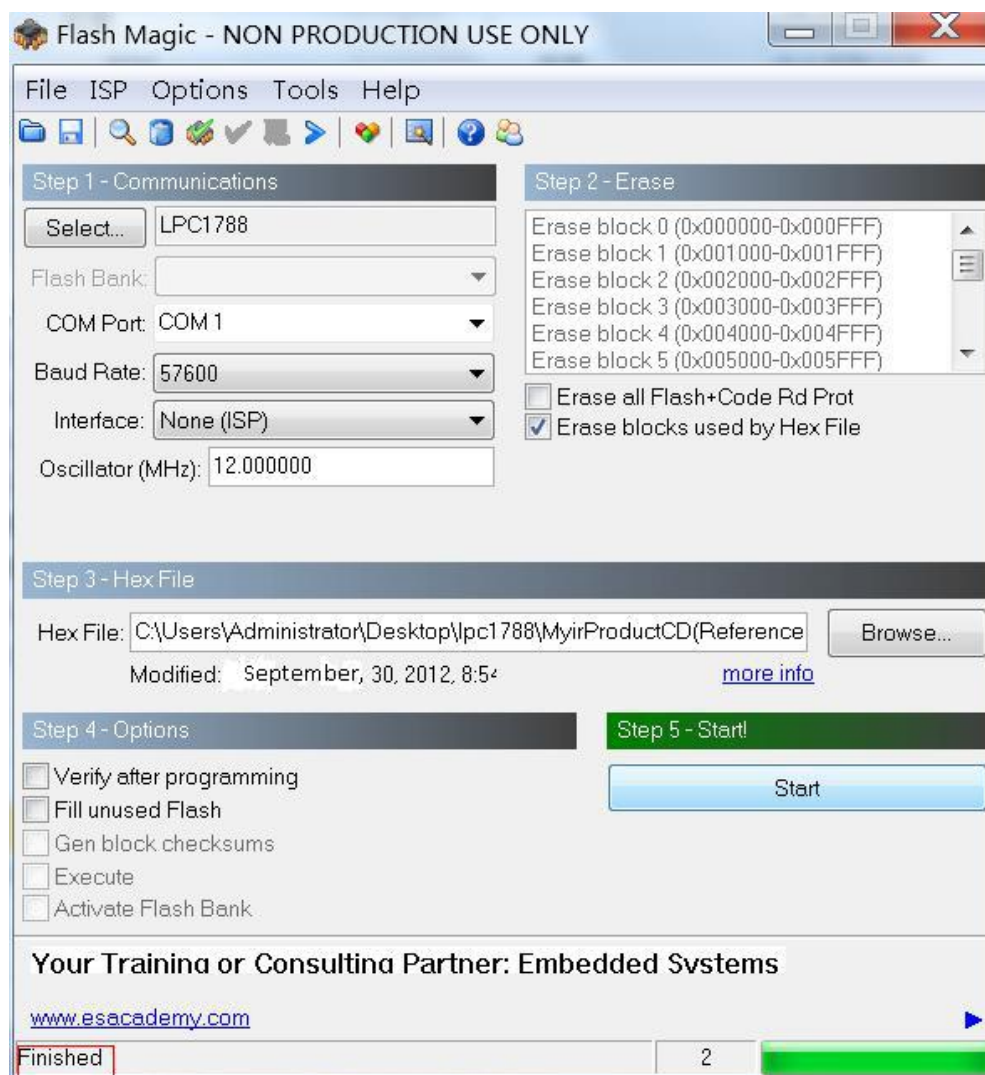 Flash Magic - NON PRODUCTION USE ONLY
File ISP Options Tools Help
Step 1 - Communications
Select... LPC1788
Flash Bank:
COM Port: COM 1
Baud Rate: 57600
Interface: None (ISP)
Oscillator (MHz): 12.000000
Step 2 - Erase
Erase block 0 (0x000000-0x000FFF)
Erase block 1 (0x001000-0x001FFF)
Erase block 2 (0x002000-0x002FFF)
Erase block 3 (0x003000-0x003FFF)
Erase block 4 (0x004000-0x004FFF)
Erase block 5 (0x005000-0x005FFF)
Erase all Flash+Code Rd Prot
Erase blocks used by Hex File
Step 3 - Hex File
Hex File: C:\Users\Administrator\Desktop\lpc1788\MyirProductCD(Reference Browse...
Modified: September, 30, 2012, 8:54 more info
Step 4 - Options
Verify after programming
Fill unused Flash
Gen block checksums
Execute
Activate Flash Bank
Step 5 - Start!
Start
Your Training or Consulting Partner: Embedded Systems
www.esacademy.com
Finished 2